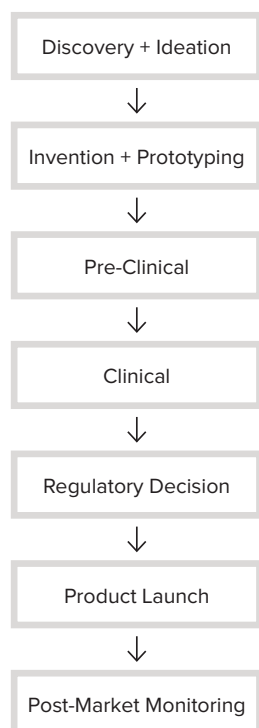 Discovery + Ideation
Invention + Prototyping
Pre-Clinical
Clinical
Regulatory Decision
Product Launch
Post-Market Monitoring